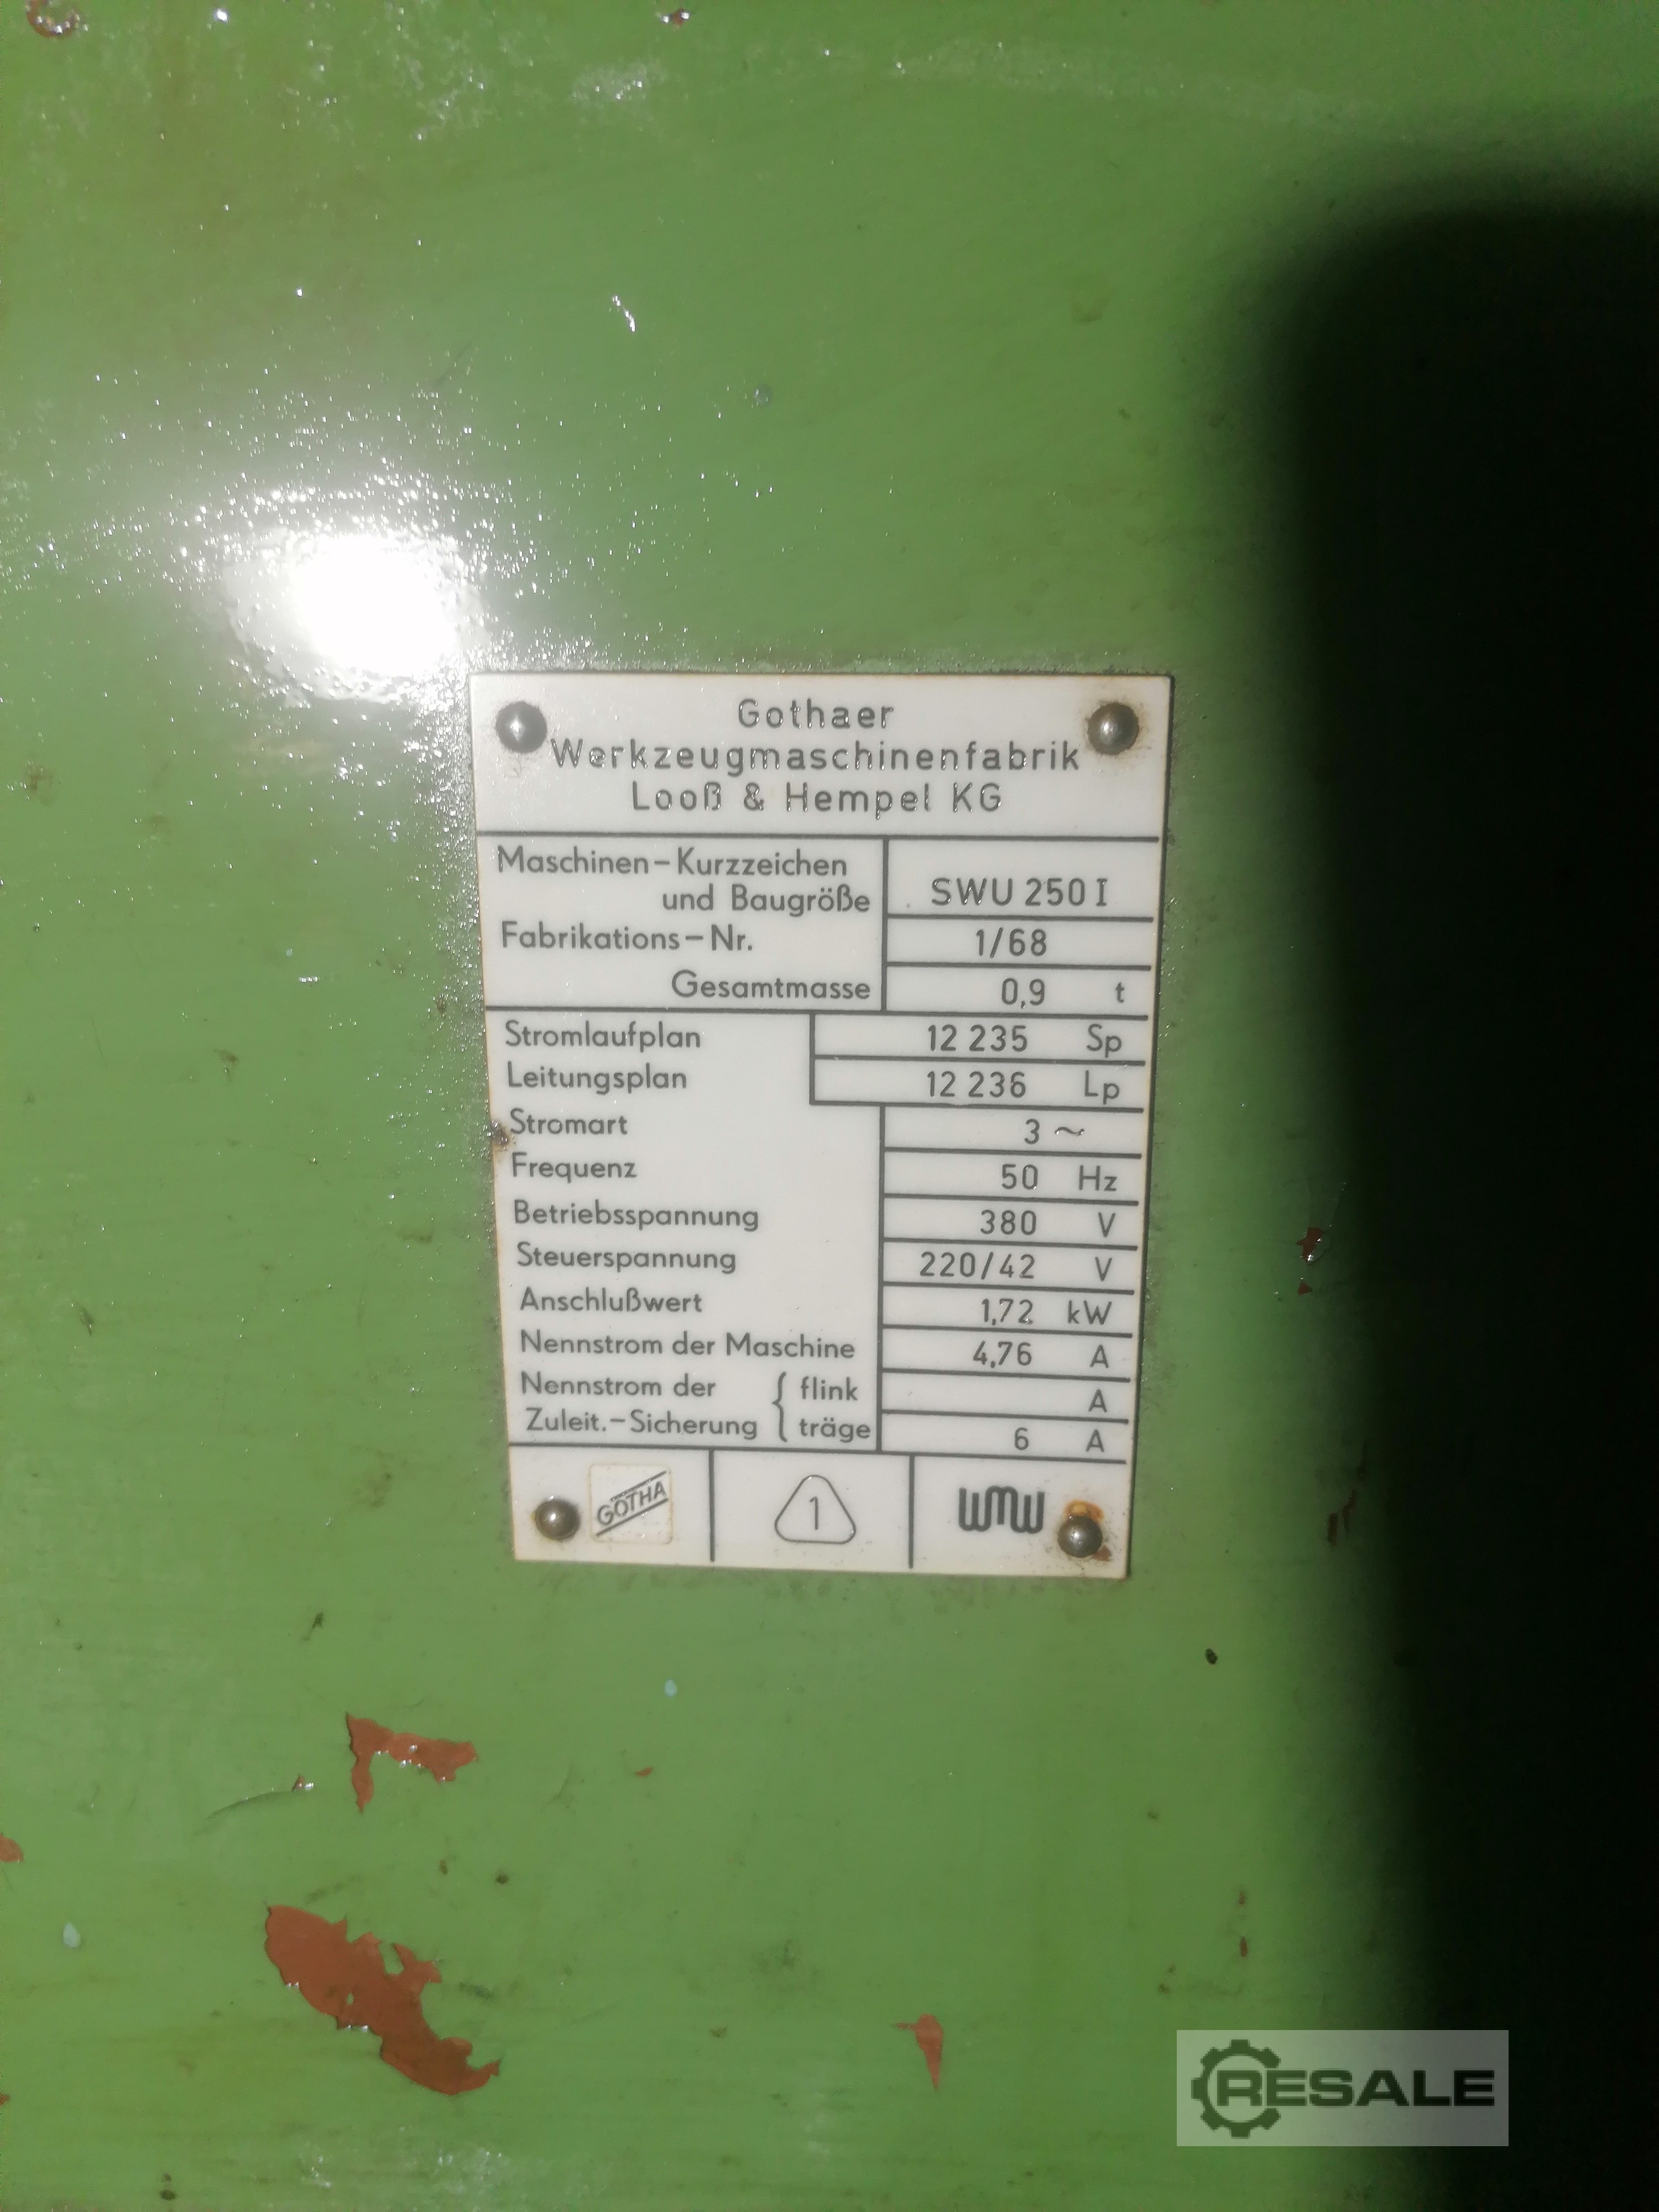 Gothaer
Werkzeugmaschinenfabrik
Looß & Hempel KG
Maschinen-Kurzzeichen
und Baugröße SWU 250 I
Fabrikations-Nr. 1/68
Gesamtmasse 0,9 t
Stromlaufplan 12 235 Sp
Leitungsplan 12 236 Lp
Stromart 3 ~
Frequenz 50 Hz
Betriebsspannung 380 V
Steuerspannung 220/42 V
Anschlußwert 1,72 kW
Nennstrom der Maschine 4,76 A
Nennstrom der { flink A
Zuleit.-Sicherung träge 6 A
GOTHA 1 WMW
RESALE